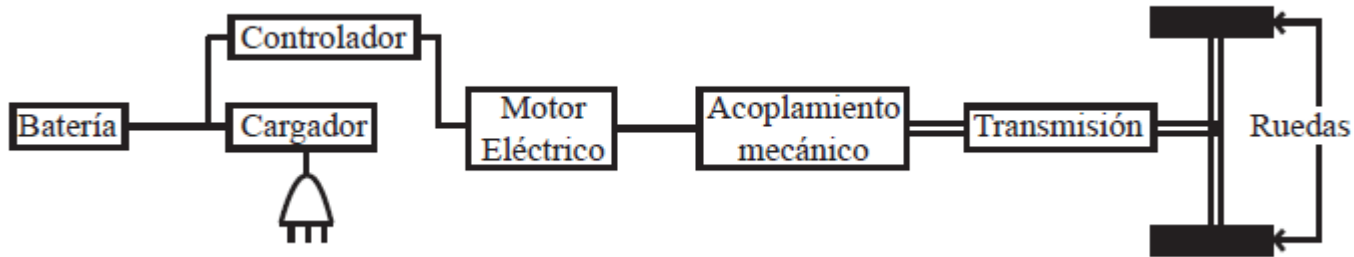 Controlador
Batería
Cargador
Motor
Eléctrico
Acoplamiento
mecánico
Transmisión
Ruedas